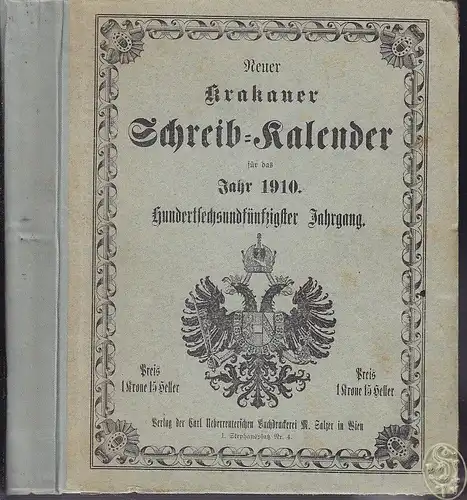 Neuer
Krakauer
Schreib-Kalender
für das
Jahr 1910.
Hundertsechsundfünfzigster Jahrgang.
Preis
1 Krone 15 Heller
Preis
1 Krone 15 Heller
Verlag der Carl Ueberreuterschen Buchdruckerei M. Salzer in Wien
I. Stephansplatz Nr. 4